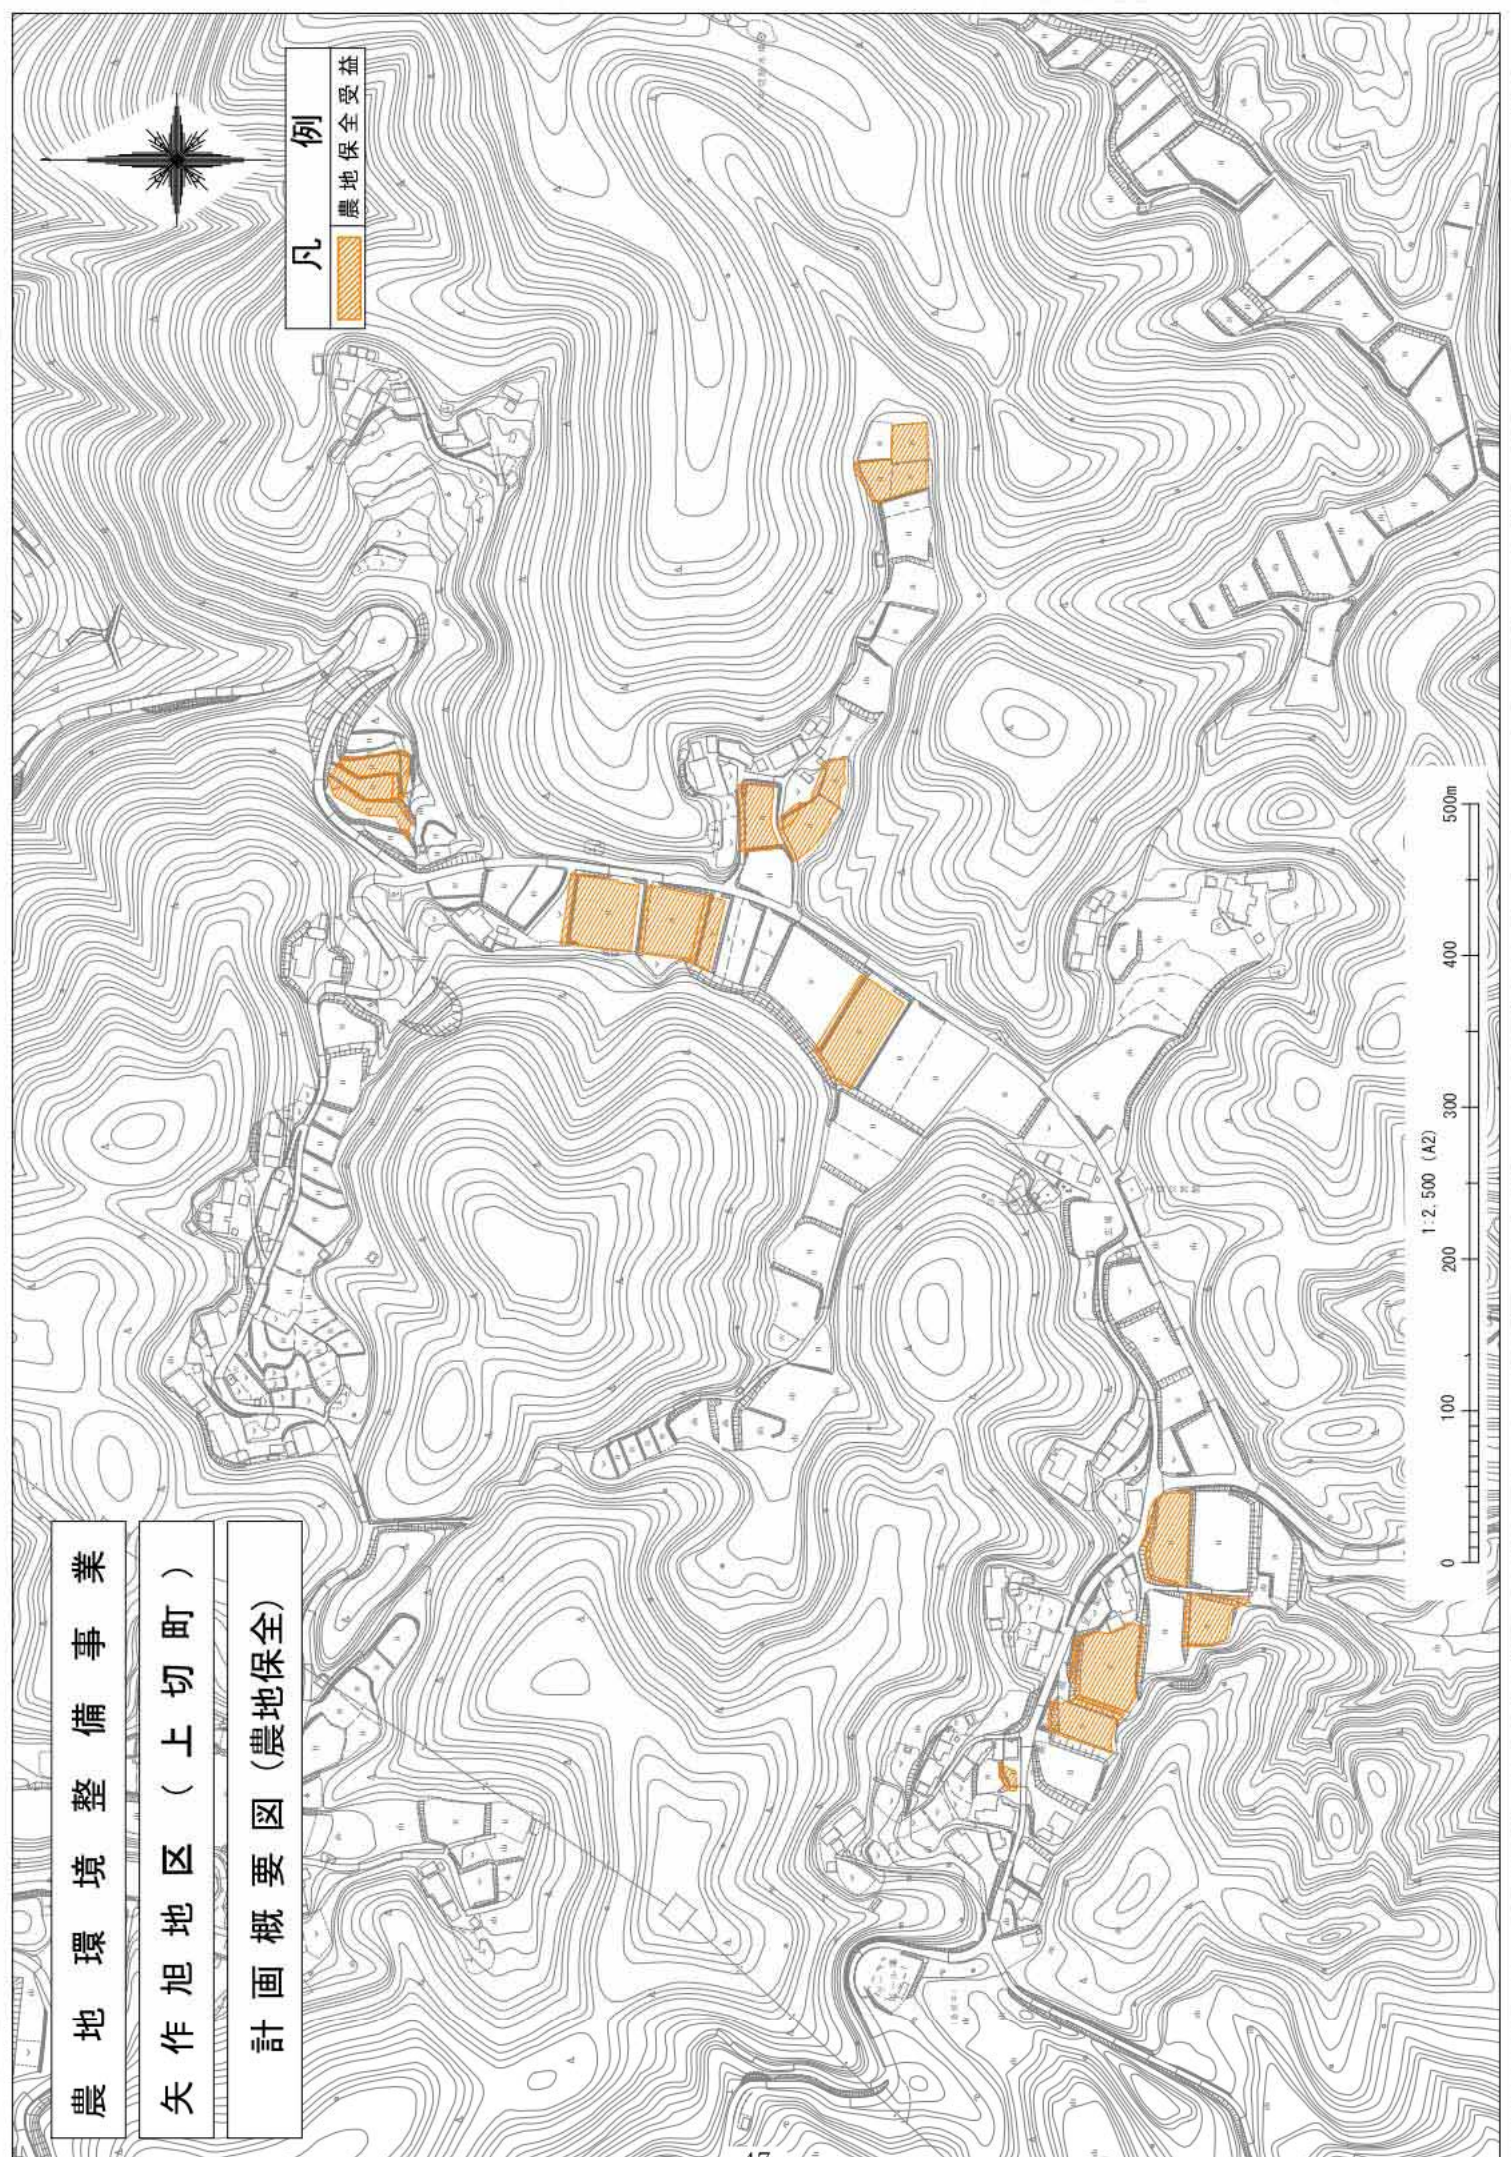 農地環境整備事業
矢作旭地区(上切町)
計画概要図(農地保全)
凡例
農地保全受益
1:2,500 (A2)
0 100 200 300 400 500m